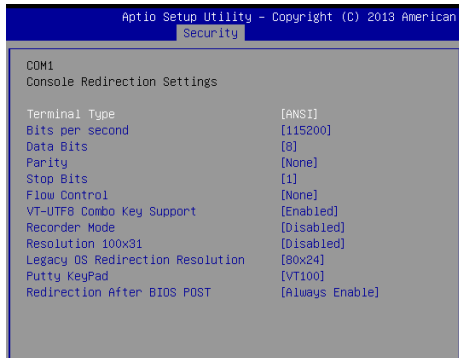 Aptio Setup Utility – Copyright (C) 2013 American
Security
COM1
Console Redirection Settings
Terminal Type [ANSI]
Bits per second [115200]
Data Bits [8]
Parity [None]
Stop Bits [1]
Flow Control [None]
VT-UTF8 Combo Key Support [Enabled]
Recorder Mode [Disabled]
Resolution 100x31 [Disabled]
Legacy OS Redirection Resolution [80x24]
Putty KeyPad [VT100]
Redirection After BIOS POST [Always Enable]